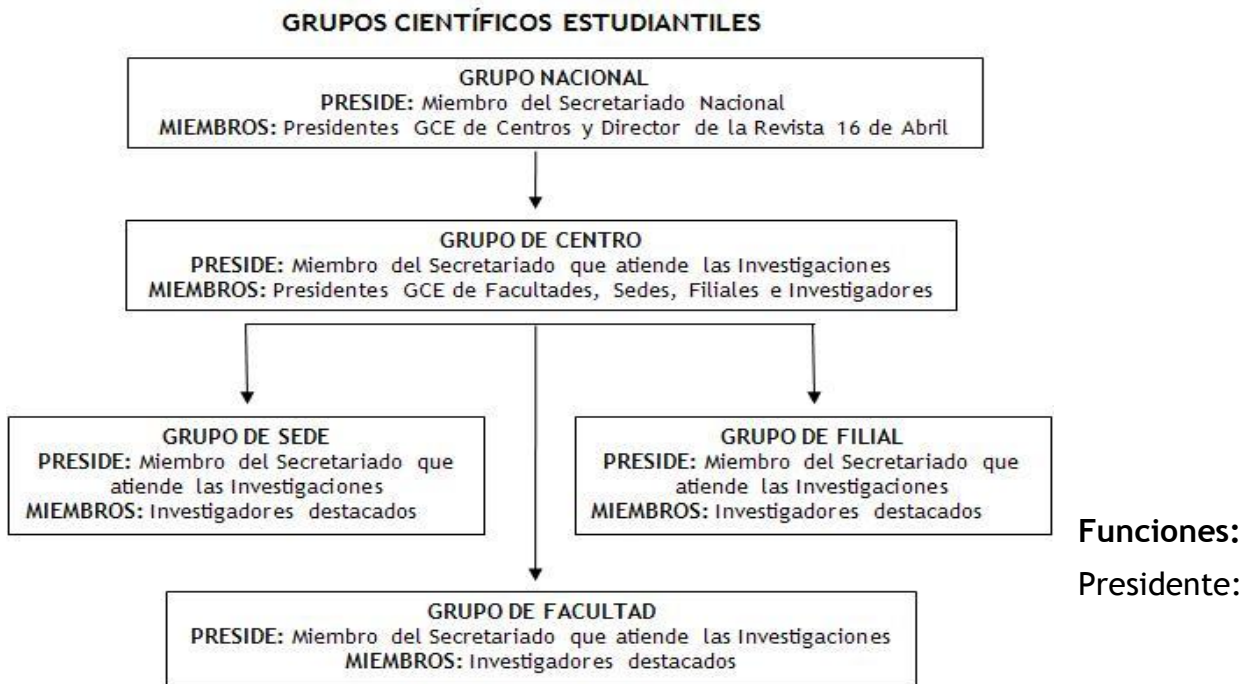 GRUPOS CIENTÍFICOS ESTUDIANTILES
GRUPO NACIONAL
PRESIDE: Miembro del Secretariado Nacional
MIEMBROS: Presidentes GCE de Centros y Director de la Revista 16 de Abril
GRUPO DE CENTRO
PRESIDE: Miembro del Secretariado que atiende las Investigaciones
MIEMBROS: Presidentes GCE de Facultades, Sedes, Filiales e Investigadores
GRUPO DE SEDE
PRESIDE: Miembro del Secretariado que
atiende las Investigaciones
MIEMBROS: Investigadores destacados
GRUPO DE FILIAL
PRESIDE: Miembro del Secretariado que
atiende las Investigaciones
MIEMBROS: Investigadores destacados
GRUPO DE FACULTAD
PRESIDE: Miembro del Secretariado que atiende las Investigaciones
MIEMBROS: Investigadores destacados
Funciones:
Presidente: